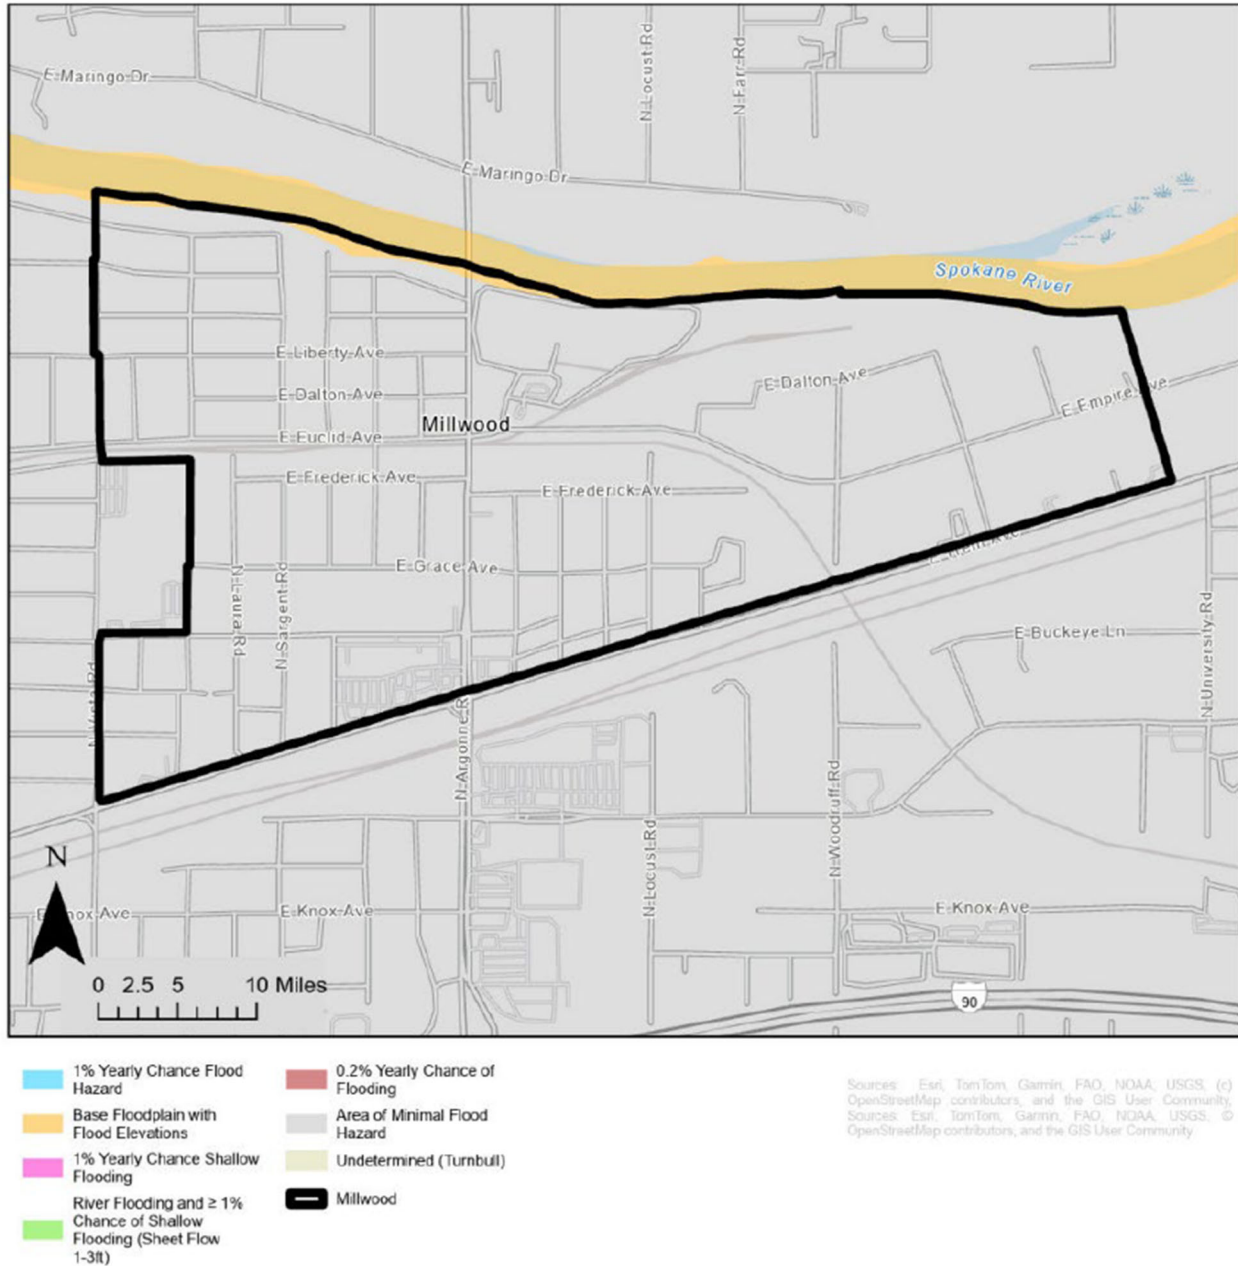 E Maringo Dr
N Locust Rd
N Farr Rd
E Maringo Dr
Spokane River
E Liberty Ave
E Dalton Ave
E Dalton Ave
E Empire Ave
Millwood
E Euclid Ave
E Frederick Ave
E Frederick Ave
E Grace Ave
N Laura Rd
N Sargent Rd
N Vista Rd
E Buckeye Ln
N University Rd
N Argonne R
N Woodruff Rd
N Locust Rd
N
E Knox Ave
E Knox Ave
E Knox Ave
0 2.5 5 10 Miles
90
1% Yearly Chance Flood
Hazard
Base Floodplain with
Flood Elevations
1% Yearly Chance Shallow
Flooding
River Flooding and ≥ 1%
Chance of Shallow
Flooding (Sheet Flow
1-3ft)
0.2% Yearly Chance of
Flooding
Area of Minimal Flood
Hazard
Undetermined (Turnbull)
Millwood
Sources: Esri, TomTom, Garmin, FAO, NOAA, USGS, (c)
OpenStreetMap contributors, and the GIS User Community,
Sources: Esri, TomTom, Garmin, FAO, NOAA, USGS, ©
OpenStreetMap contributors, and the GIS User Community